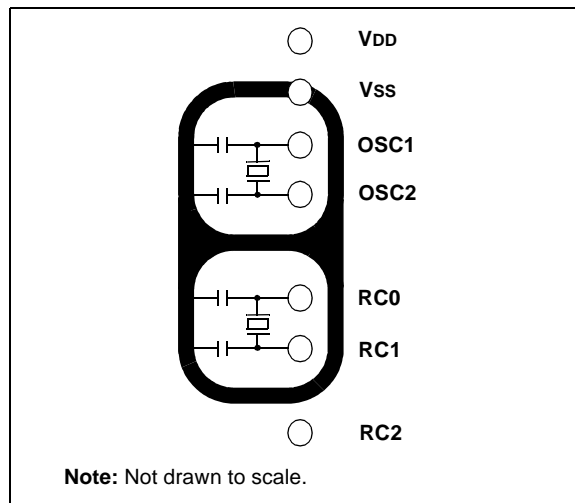 VDD
VSS
OSC1
OSC2
RC0
RC1
RC2
Note: Not drawn to scale.